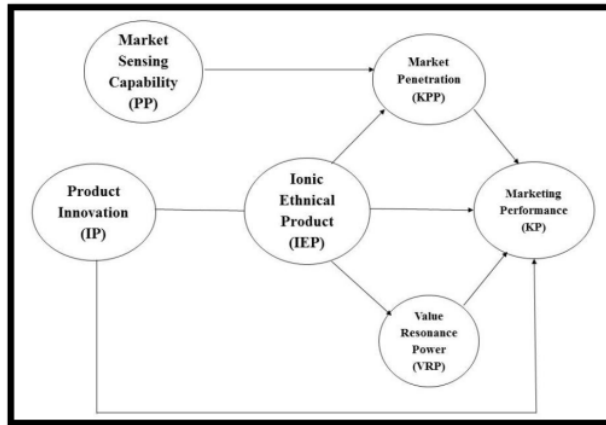 Market
Sensing
Capability
(PP)
Market
Penetration
(KPP)
Product
Innovation
(IP)
Ionic
Ethnical
Product
(IEP)
Marketing
Performance
(KP)
Value
Resonance
Power
(VRP)